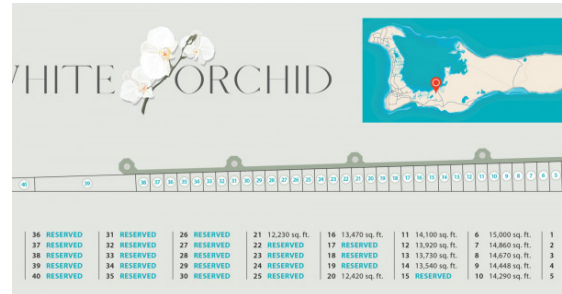 WHITE ORCHID
40 39 38 37 36 35 34 33 32 31 30 29 28 27 26 25 24 23 22 21 20 19 18 17 16 15 14 13 12 11 10 9 8 7 6 5
36 RESERVED 31 RESERVED 26 RESERVED 21 12,230 sq. ft. 16 13,470 sq. ft. 11 14,100 sq. ft. 6 15,000 sq. ft. 1
37 RESERVED 32 RESERVED 27 RESERVED 22 RESERVED 17 RESERVED 12 13,920 sq. ft. 7 14,860 sq. ft. 2
38 RESERVED 33 RESERVED 28 RESERVED 23 RESERVED 18 RESERVED 13 13,730 sq. ft. 8 14,670 sq. ft. 3
39 RESERVED 34 RESERVED 29 RESERVED 24 RESERVED 19 RESERVED 14 13,540 sq. ft. 9 14,448 sq. ft. 4
40 RESERVED 35 RESERVED 30 RESERVED 25 RESERVED 20 12,420 sq. ft. 15 RESERVED 10 14,290 sq. ft. 5